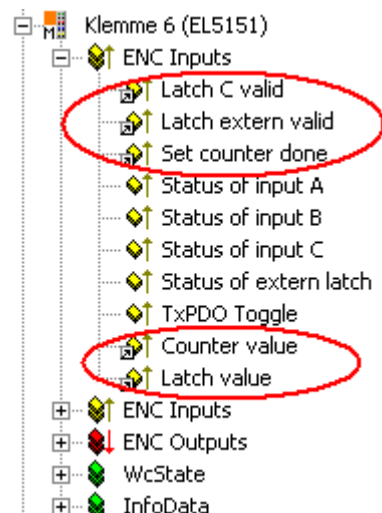 Klemme 6 (EL5151)
ENC Inputs
Latch C valid
Latch extern valid
Set counter done
Status of input A
Status of input B
Status of input C
Status of extern latch
TxPDO Toggle
Counter value
Latch value
ENC Inputs
ENC Outputs
WcState
InfoData